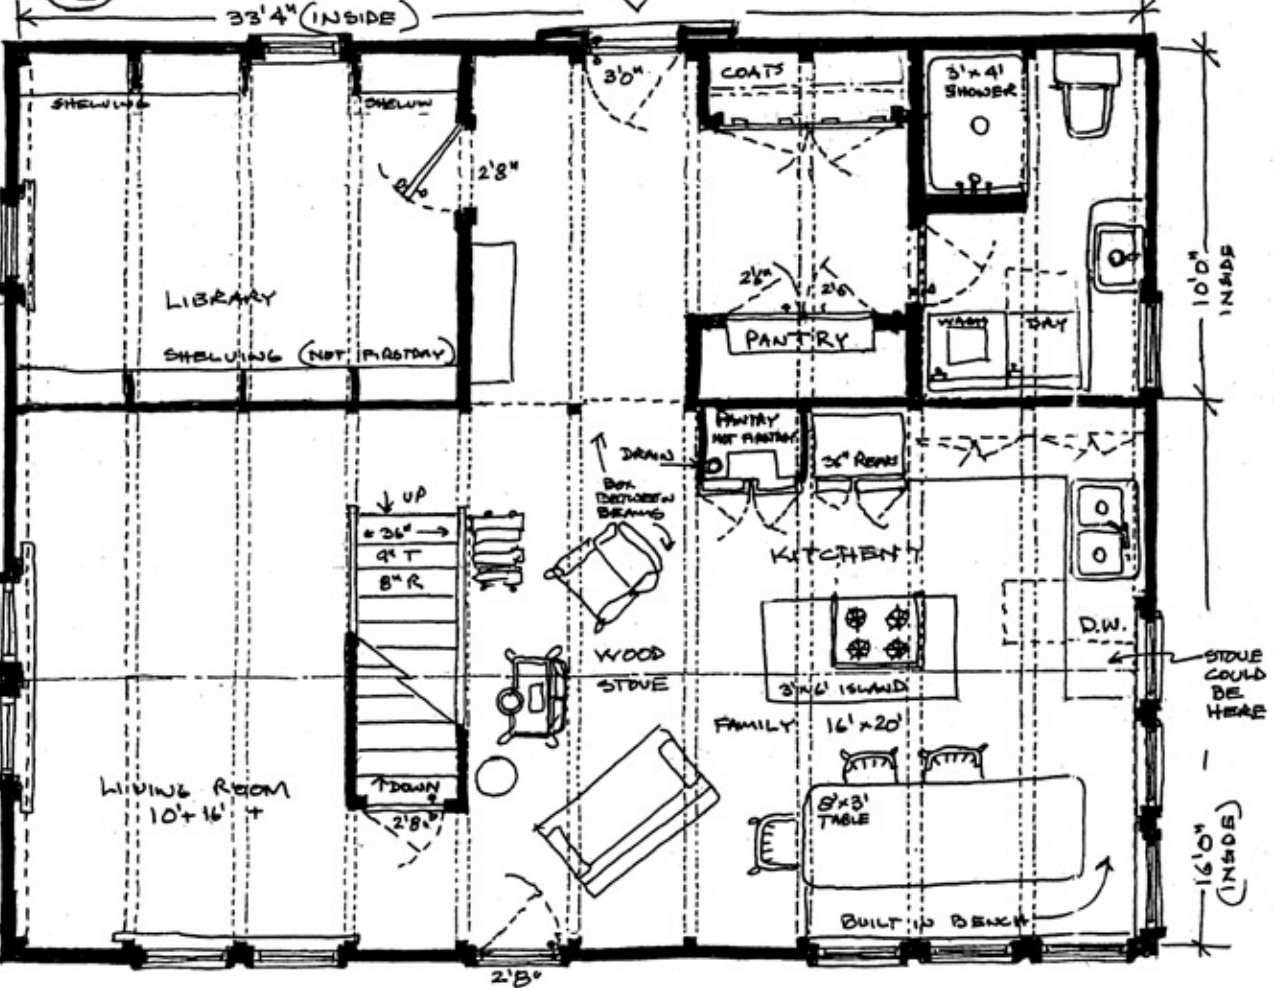 33'4" (INSIDE)
3'0"
COATS
3'x4'
SHOWER
SHELVING
SHELVIN
2'8"
10'0"
INSIDE
LIBRARY
2'6"
2'6"
WASH
DRY
PANTRY
SHELVING (NOT FIRSTDAY)
PANTRY
NOT FIRSTDAY
DRAIN
36" REFRIG
BOX
BETWEEN
BEAMS
UP
36"
9" T
8" R
KITCHEN
D.W.
WOOD
STOVE
3'x6' ISLAND
STOVE
COULD
BE
HERE
FAMILY 16'x20'
DOWN
LIVING ROOM
10'+16' +
2'8"
8'x3'
TABLE
16'0"
(INSIDE)
BUILT IN BENCH
2'8"